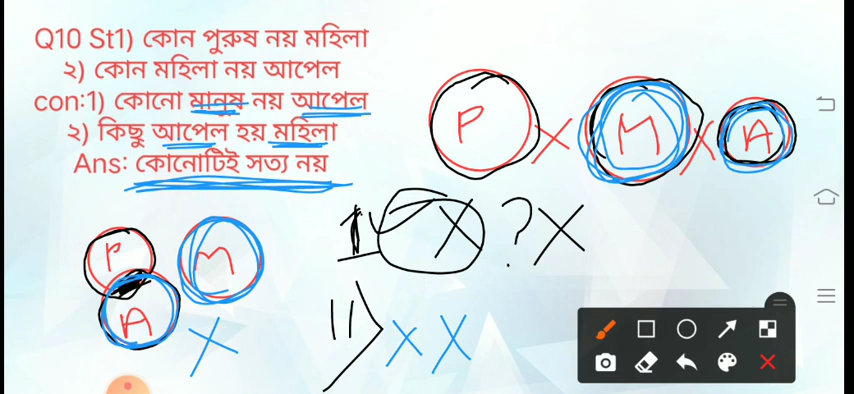 Q10 St1) কোন পুরুষ নয় মহিলা
২) কোন মহিলা নয় আপেল
con:1) কোনো মানুষ নয় আপেল
২) কিছু আপেল হয় মহিলা
Ans: কোনোটিই সত্য নয়
P X M X A
X ? X
P M
A X
11) X X